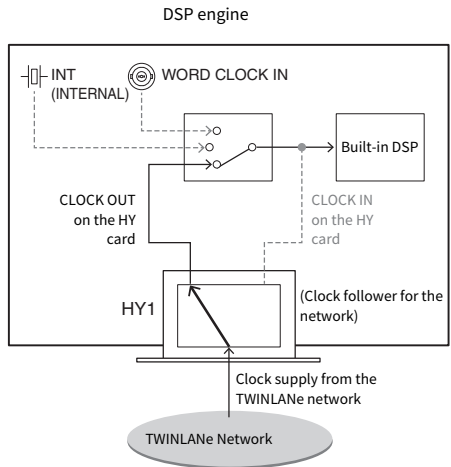 DSP engine
INT
(INTERNAL)
WORD CLOCK IN
Built-in DSP
CLOCK OUT
on the HY
card
CLOCK IN
on the HY
card
HY1
(Clock follower for the
network)
Clock supply from the
TWINLANe network
TWINLANe Network